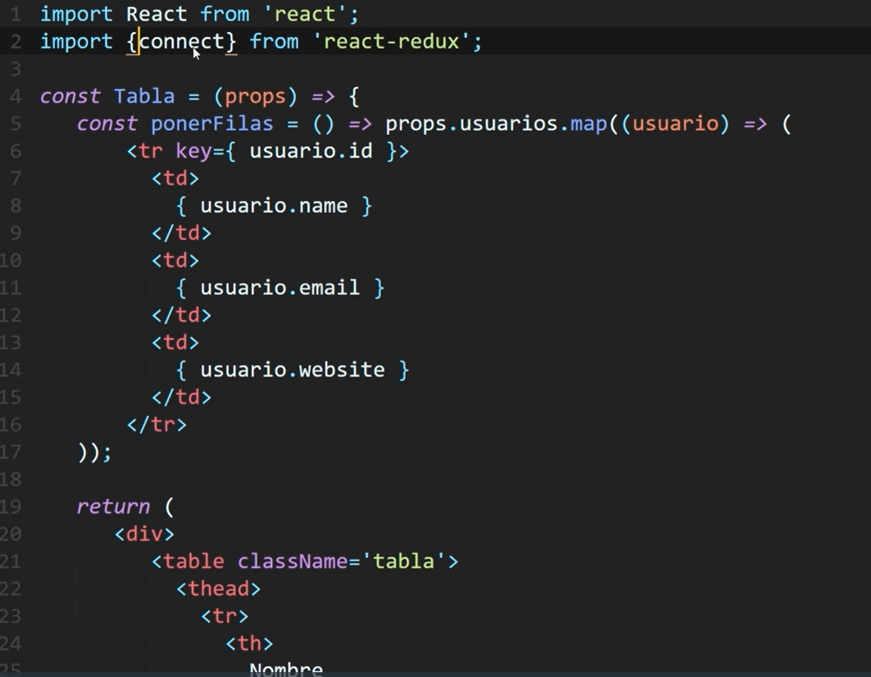 1 import React from 'react';
2 import {connect} from 'react-redux';
3
4 const Tabla = (props) => {
5 const ponerFilas = () => props.usuarios.map((usuario) => (
6 <tr key={ usuario.id }>
7 <td>
8 { usuario.name }
9 </td>
10 <td>
11 { usuario.email }
12 </td>
13 <td>
14 { usuario.website }
15 </td>
16 </tr>
17 ));
18
19 return (
20 <div>
21 <table className='tabla'>
22 <thead>
23 <tr>
24 <th>
25 Nombre